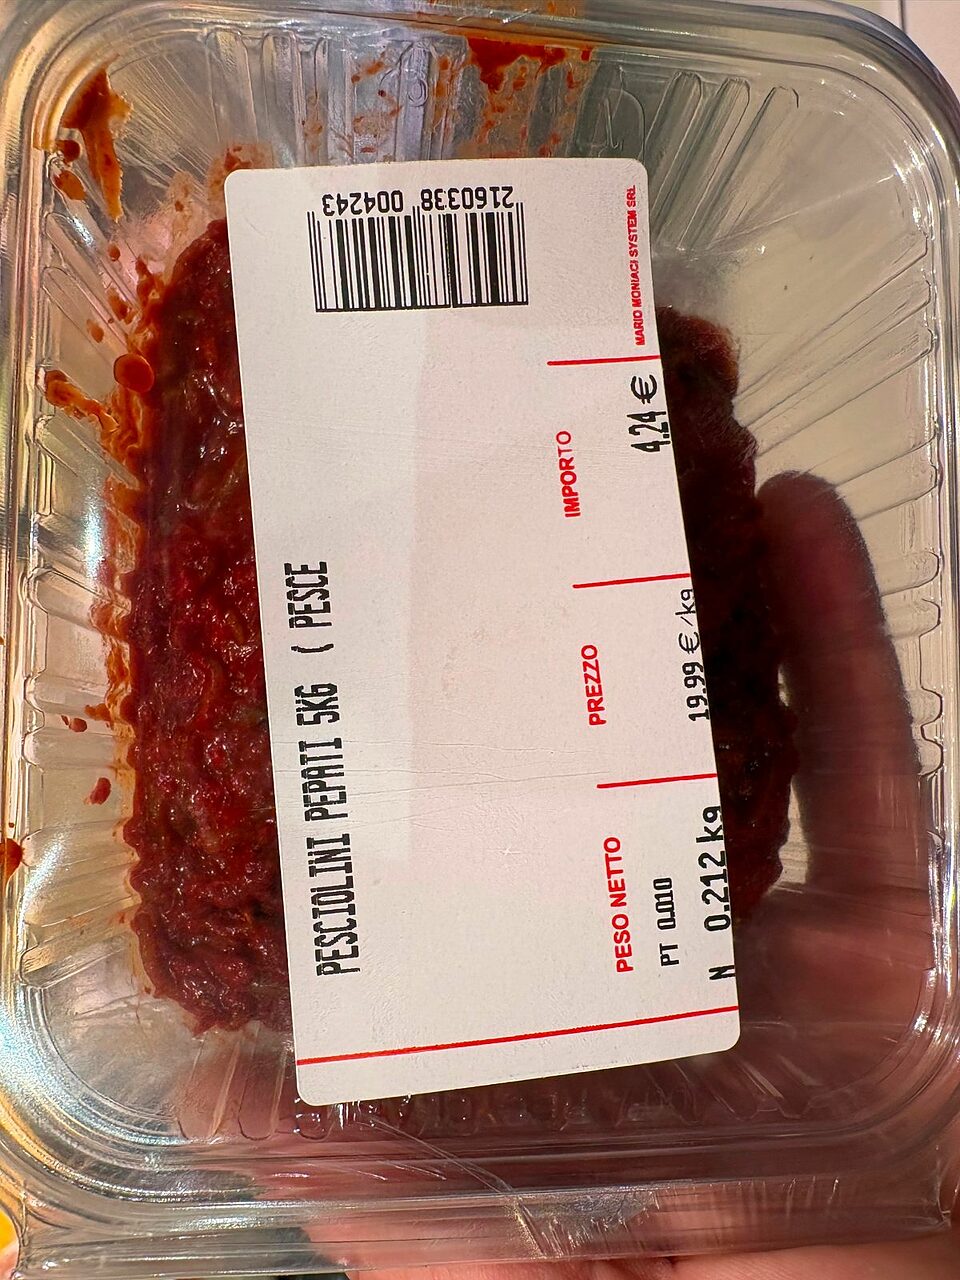 PESCIOLINI PEPATI 5KG ( PESCE
PESO NETTO
PREZZO
IMPORTO
PT 0.010
N 0.212 kg
19.99 €/kg
4.24 €
MARIO MONIACI SYSTEM SRL
2160338 004243